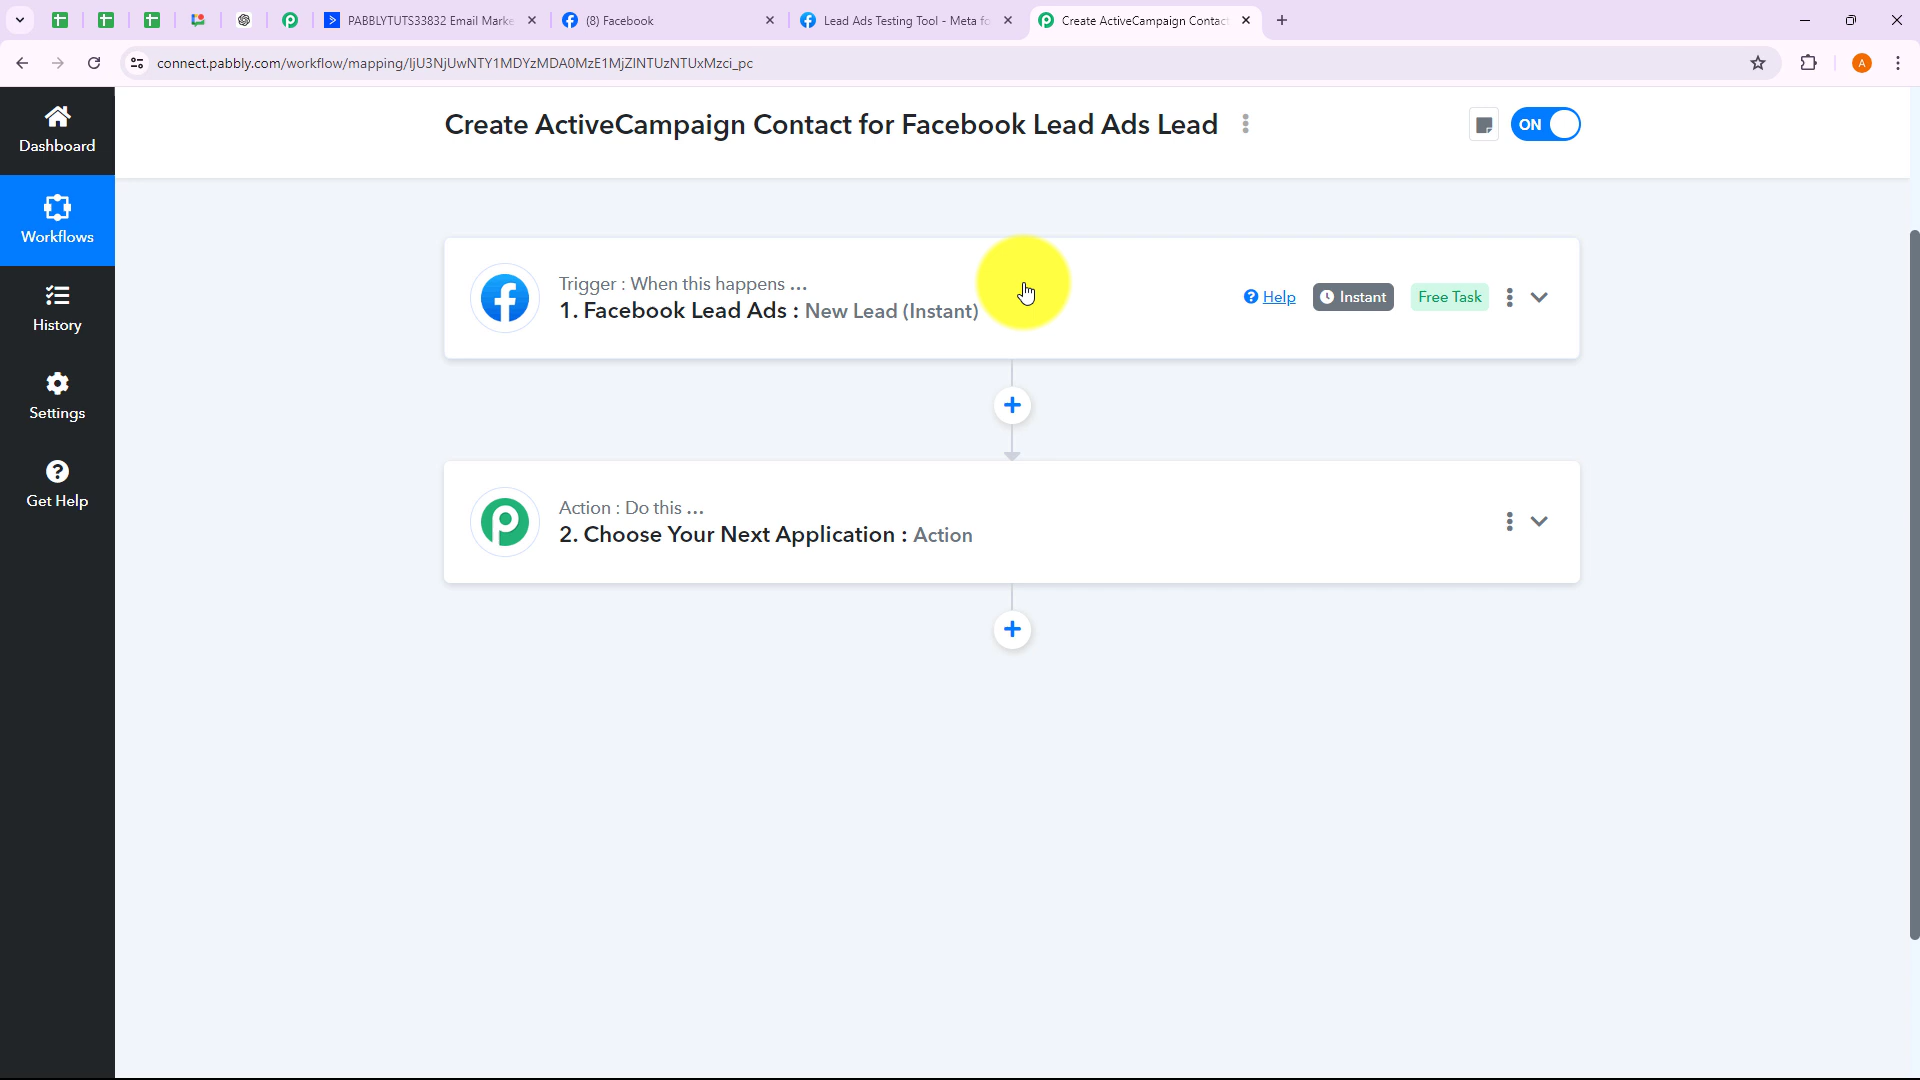 PABBLYTUTS33832 Email Marke
(8) Facebook
Lead Ads Testing Tool - Meta fo
Create ActiveCampaign Contact
connect.pabbly.com/workflow/mapping/IjU3NjUwNTY1MDYzMDA0MzE1MjZlNTUzNTUxMzci_pc
A
Dashboard
Workflows
History
Settings
Get Help
Create ActiveCampaign Contact for Facebook Lead Ads Lead
ON
Trigger : When this happens ...
1. Facebook Lead Ads : New Lead (Instant)
Help
Instant
Free Task
Action : Do this ...
2. Choose Your Next Application : Action